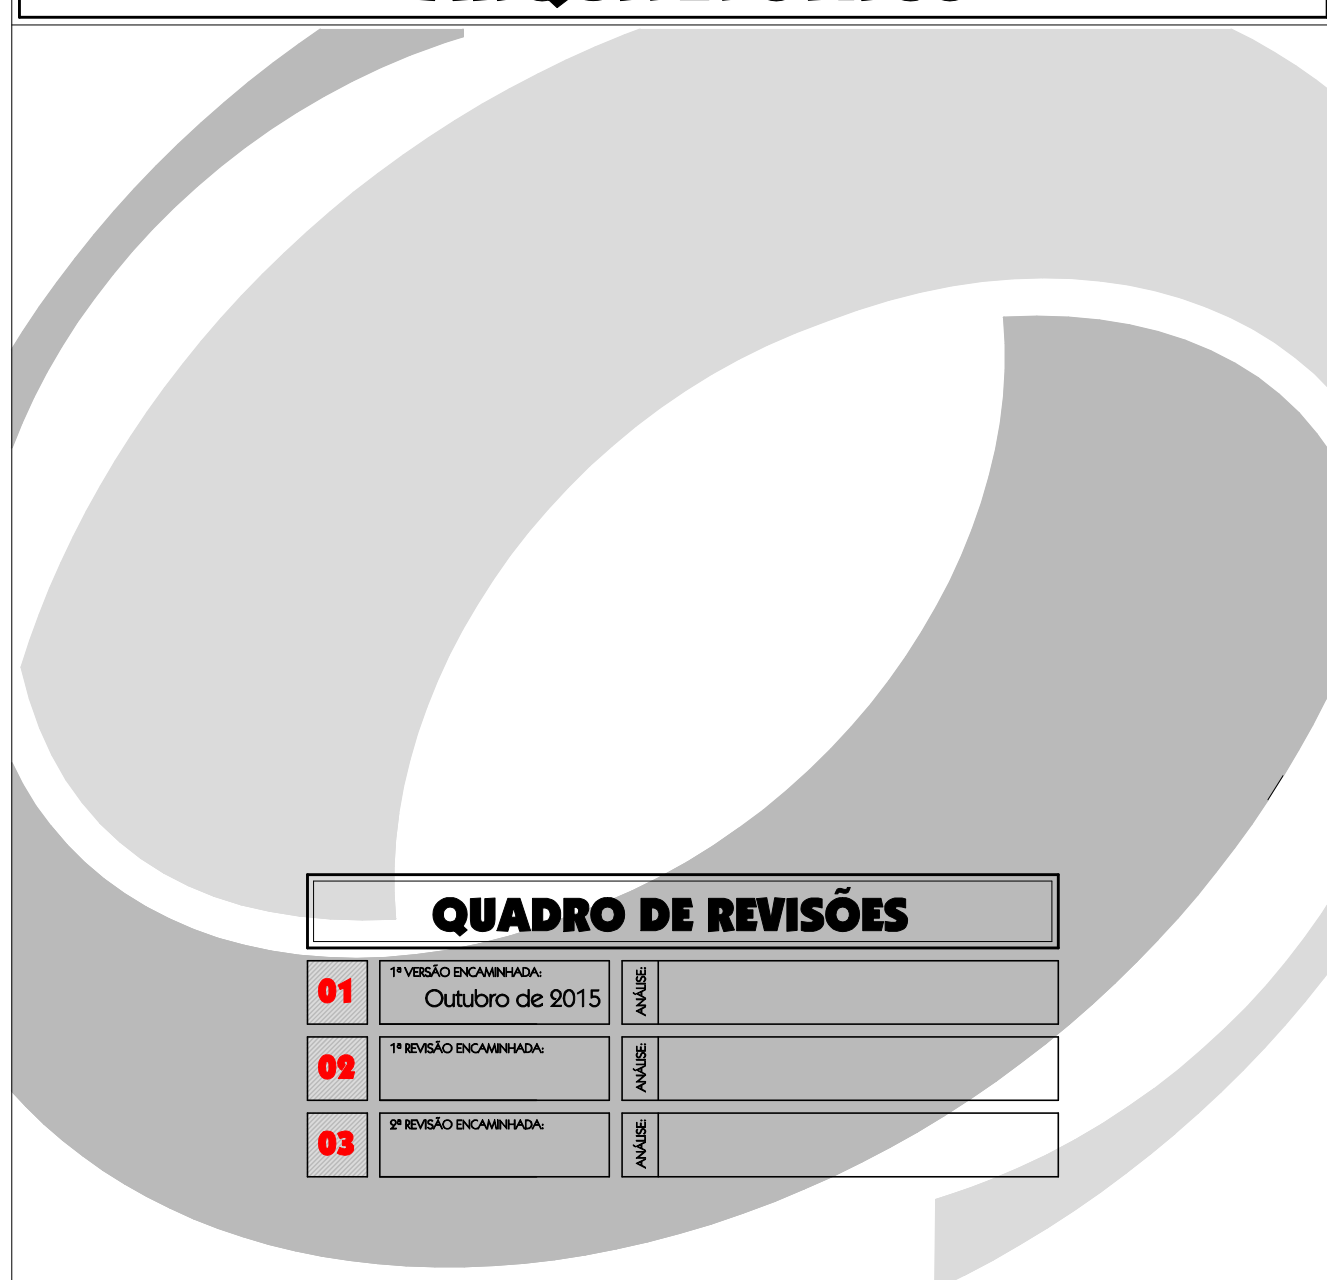 QUADRO DE REVISÕES
01
1ª VERSÃO ENCAMINHADA:
Outubro de 2015
ANÁLISE:
02
1ª REVISÃO ENCAMINHADA:
ANÁLISE:
03
2ª REVISÃO ENCAMINHADA:
ANÁLISE: